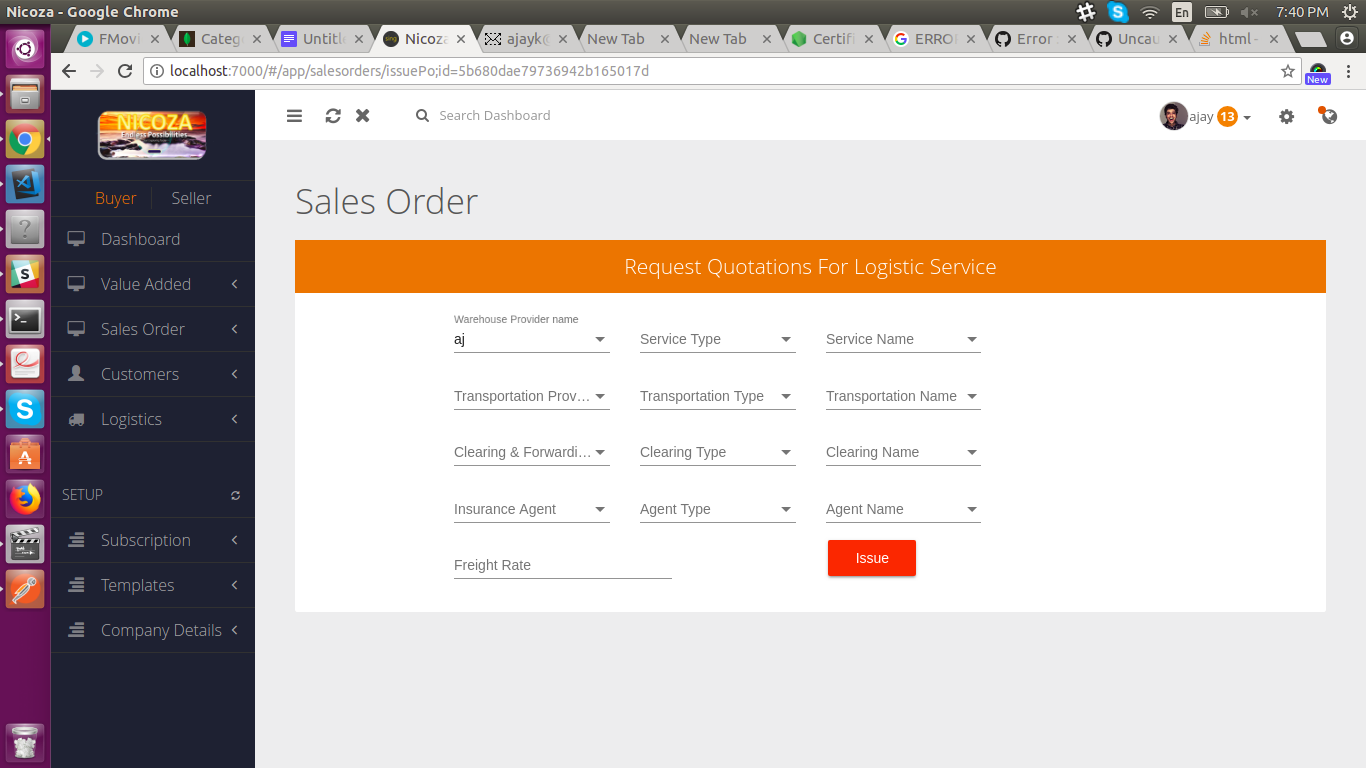 Nicoza - Google Chrome
En
7:40 PM
FMovi
Categ
Untitl
Nicoza
ajayk@
New Tab
New Tab
Certifi
ERRO
Error
Uncau
html -
localhost:7000/#/app/salesorders/issuePo;id=5b680dae79736942b165017d
New
NICOZA
Endless Possibilities
Search Dashboard
ajay 13
Buyer
Seller
Dashboard
Value Added
Sales Order
Customers
Logistics
SETUP
Subscription
Templates
Company Details
Sales Order
Request Quotations For Logistic Service
Warehouse Provider name
aj
Service Type
Service Name
Transportation Prov...
Transportation Type
Transportation Name
Clearing & Forwardi...
Clearing Type
Clearing Name
Insurance Agent
Agent Type
Agent Name
Freight Rate
Issue